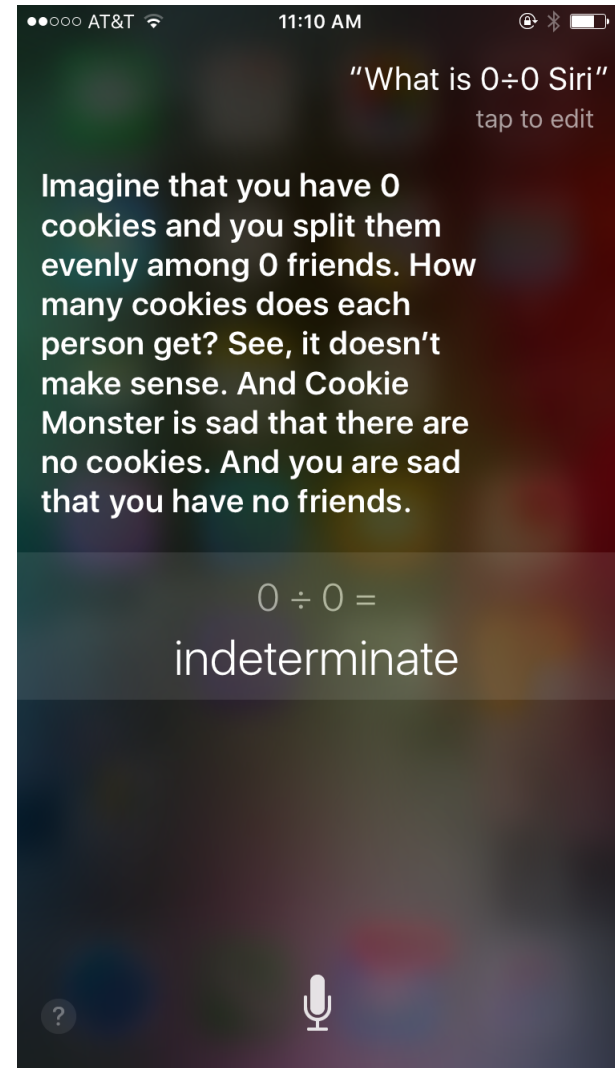 AT&T 11:10 AM
“What is 0÷0 Siri”
tap to edit
Imagine that you have 0
cookies and you split them
evenly among 0 friends. How
many cookies does each
person get? See, it doesn’t
make sense. And Cookie
Monster is sad that there are
no cookies. And you are sad
that you have no friends.
0 ÷ 0 =
indeterminate
?